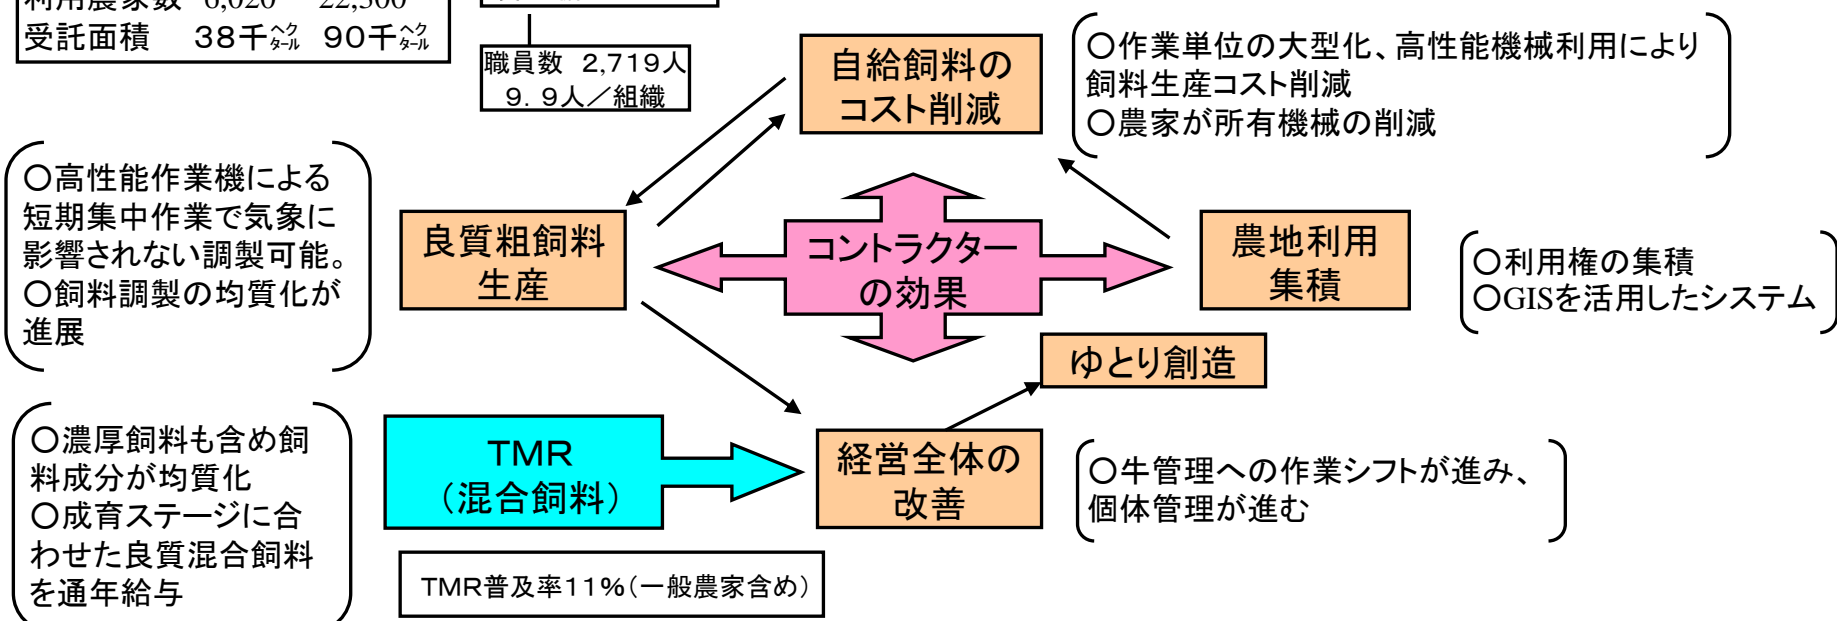 利用農家数 6,020 22,300
受託面積 38千㌶ 90千㌶
職員数 2,719人
9.9人／組織
自給飼料の
コスト削減
○作業単位の大型化、高性能機械利用により
飼料生産コスト削減
○農家が所有機械の削減
○高性能作業機による
短期集中作業で気象に
影響されない調製可能。
○飼料調製の均質化が
進展
良質粗飼料
生産
コントラクター
の効果
農地利用
集積
○利用権の集積
○GISを活用したシステム
ゆとり創造
○濃厚飼料も含め飼
料成分が均質化
○成育ステージに合
わせた良質混合飼料
を通年給与
TMR
（混合飼料）
経営全体の
改善
○牛管理への作業シフトが進み、
個体管理が進む
TMR普及率11％（一般農家含め）